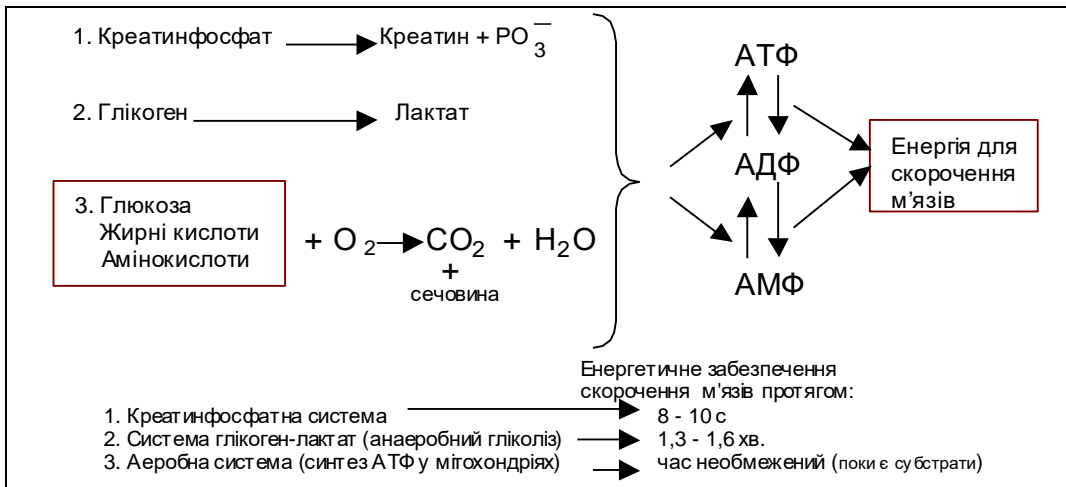 1. Креатинфосфат → Креатин + PO₃⁻
АТФ
2. Глікоген → Лактат
Енергія для
скорочення
м'язів
АДФ
3. Глюкоза
Жирні кислоти
Амінокислоти
+ O₂ → CO₂ + H₂O
+
сечовина
АМФ
Енергетичне забезпечення
скорочення м'язів протягом:
1. Креатинфосфатна система → 8 - 10 с
2. Система глікоген-лактат (анаеробний гліколіз) → 1,3 - 1,6 хв.
3. Аеробна система (синтез АТФ у мітохондріях) → час необмежений (поки є субстрати)